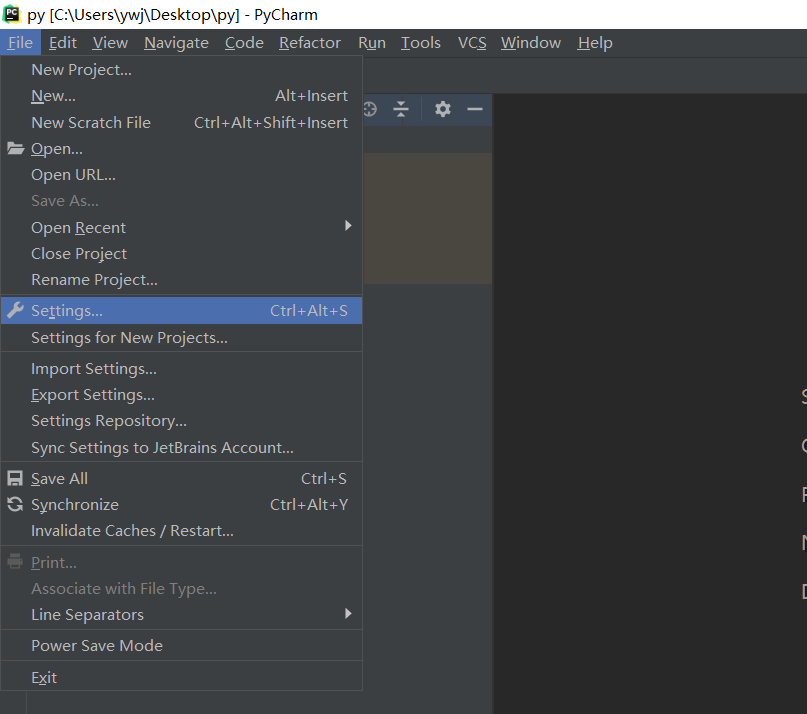 PC py [C:\Users\ywj\Desktop\py] - PyCharm
File Edit View Navigate Code Refactor Run Tools VCS Window Help
New Project...
New... Alt+Insert
New Scratch File Ctrl+Alt+Shift+Insert
Open...
Open URL...
Save As...
Open Recent
Close Project
Rename Project...
Settings... Ctrl+Alt+S
Settings for New Projects...
Import Settings...
Export Settings...
Settings Repository...
Sync Settings to JetBrains Account...
Save All Ctrl+S
Synchronize Ctrl+Alt+Y
Invalidate Caches / Restart...
Print...
Associate with File Type...
Line Separators
Power Save Mode
Exit